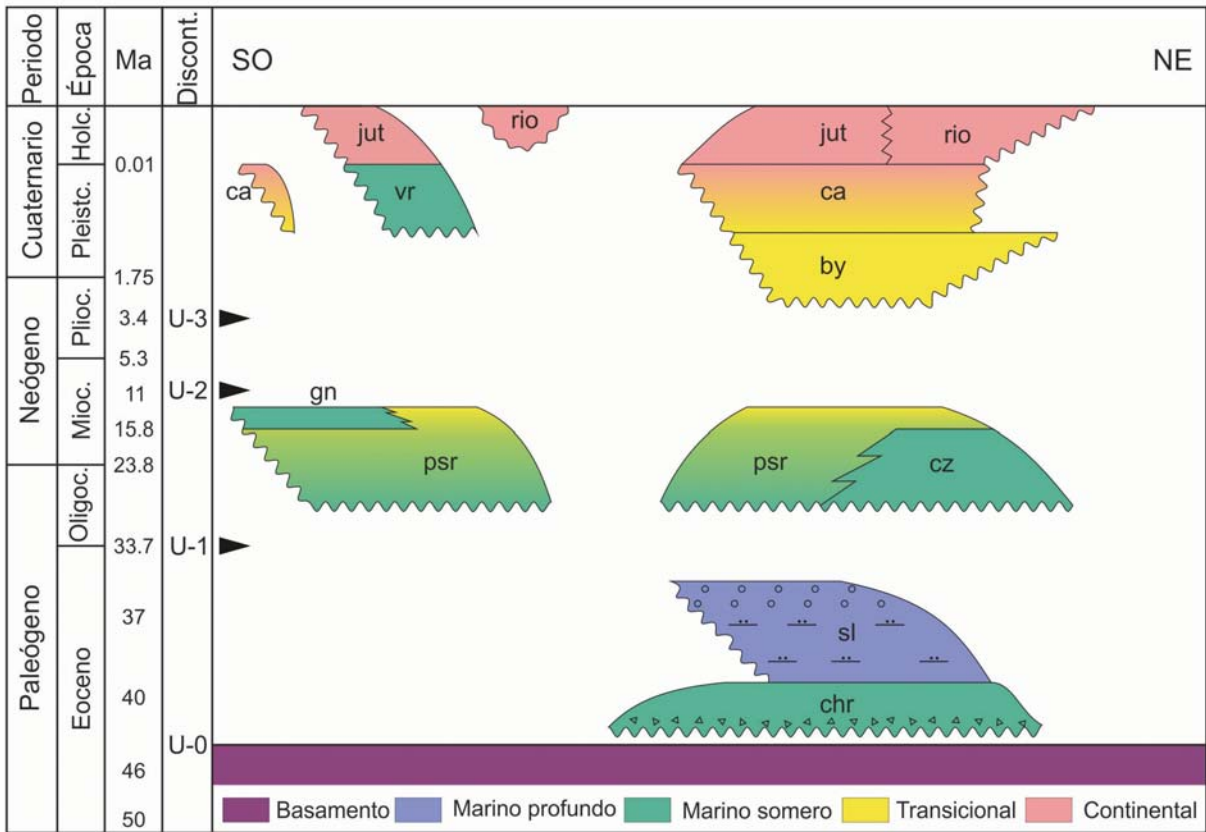 Periodo Época Ma Discont. SO NE
Cuaternario Holc. jut rio jut rio
0.01
Pleistc. ca vr ca
by
1.75
Neógeno Plioc. 3.4 U-3
5.3
Mioc. 11 U-2 gn
15.8
psr psr cz
23.8
Paleógeno Oligoc.
33.7 U-1
Eoceno 37 sl
40 chr
U-0
46
50 Basamento Marino profundo Marino somero Transicional Continental